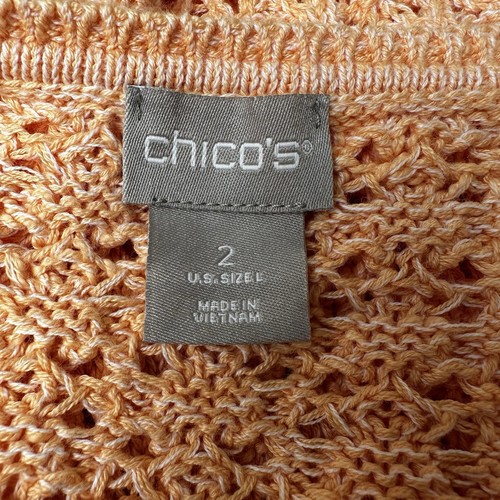 chico's®
2
U.S. SIZE L
MADE IN
VIETNAM